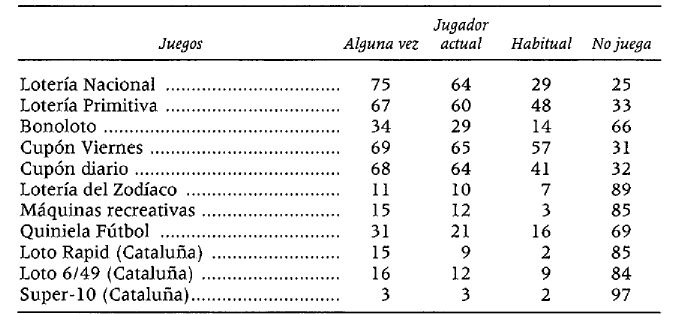 Juegos Alguna vez Jugador actual Habitual No juega
Lotería Nacional .................................. 75 64 29 25
Lotería Primitiva .................................. 67 60 48 33
Bonoloto ............................................. 34 29 14 66
Cupón Viernes ..................................... 69 65 57 31
Cupón diario ........................................ 68 64 41 32
Lotería del Zodíaco .............................. 11 10 7 89
Máquinas recreativas ........................... 15 12 3 85
Quiniela Fútbol .................................... 31 21 16 69
Loto Rapid (Cataluña) ......................... 15 9 2 85
Loto 6/49 (Cataluña) ........................... 16 12 9 84
Super-10 (Cataluña)............................. 3 3 2 97